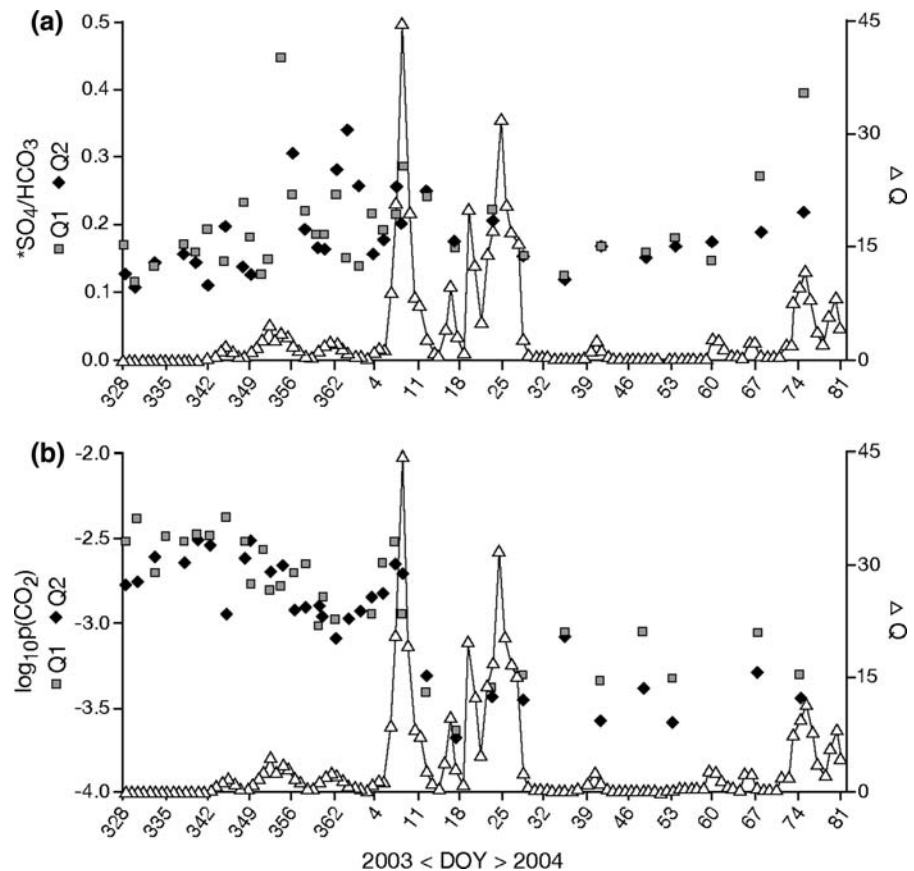 (a)
0.5
0.4
0.3
0.2
0.1
0.0
*SO4/HCO3
■ Q1 ◆ Q2
45
30
15
0
△ Q
328 335 342 349 356 362 4 11 18 25 32 39 46 53 60 67 74 81
(b)
-2.0
-2.5
-3.0
-3.5
-4.0
log10p(CO2)
■ Q1 ◆ Q2
45
30
15
0
△ Q
328 335 342 349 356 362 4 11 18 25 32 39 46 53 60 67 74 81
2003 < DOY > 2004